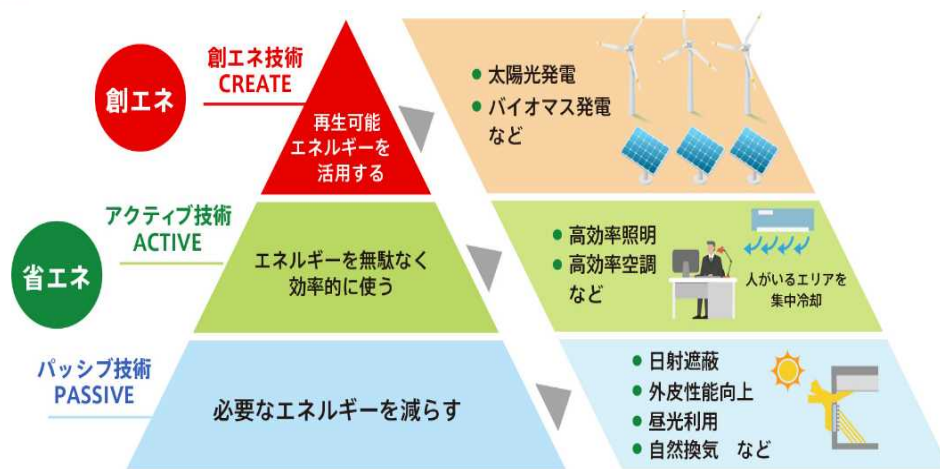 創エネ
創エネ技術
CREATE
再生可能
エネルギーを
活用する
● 太陽光発電
● バイオマス発電
など
省エネ
アクティブ技術
ACTIVE
エネルギーを無駄なく
効率的に使う
● 高効率照明
● 高効率空調
など
人がいるエリアを
集中冷却
パッシブ技術
PASSIVE
必要なエネルギーを減らす
● 日射遮蔽
● 外皮性能向上
● 昼光利用
● 自然換気 など